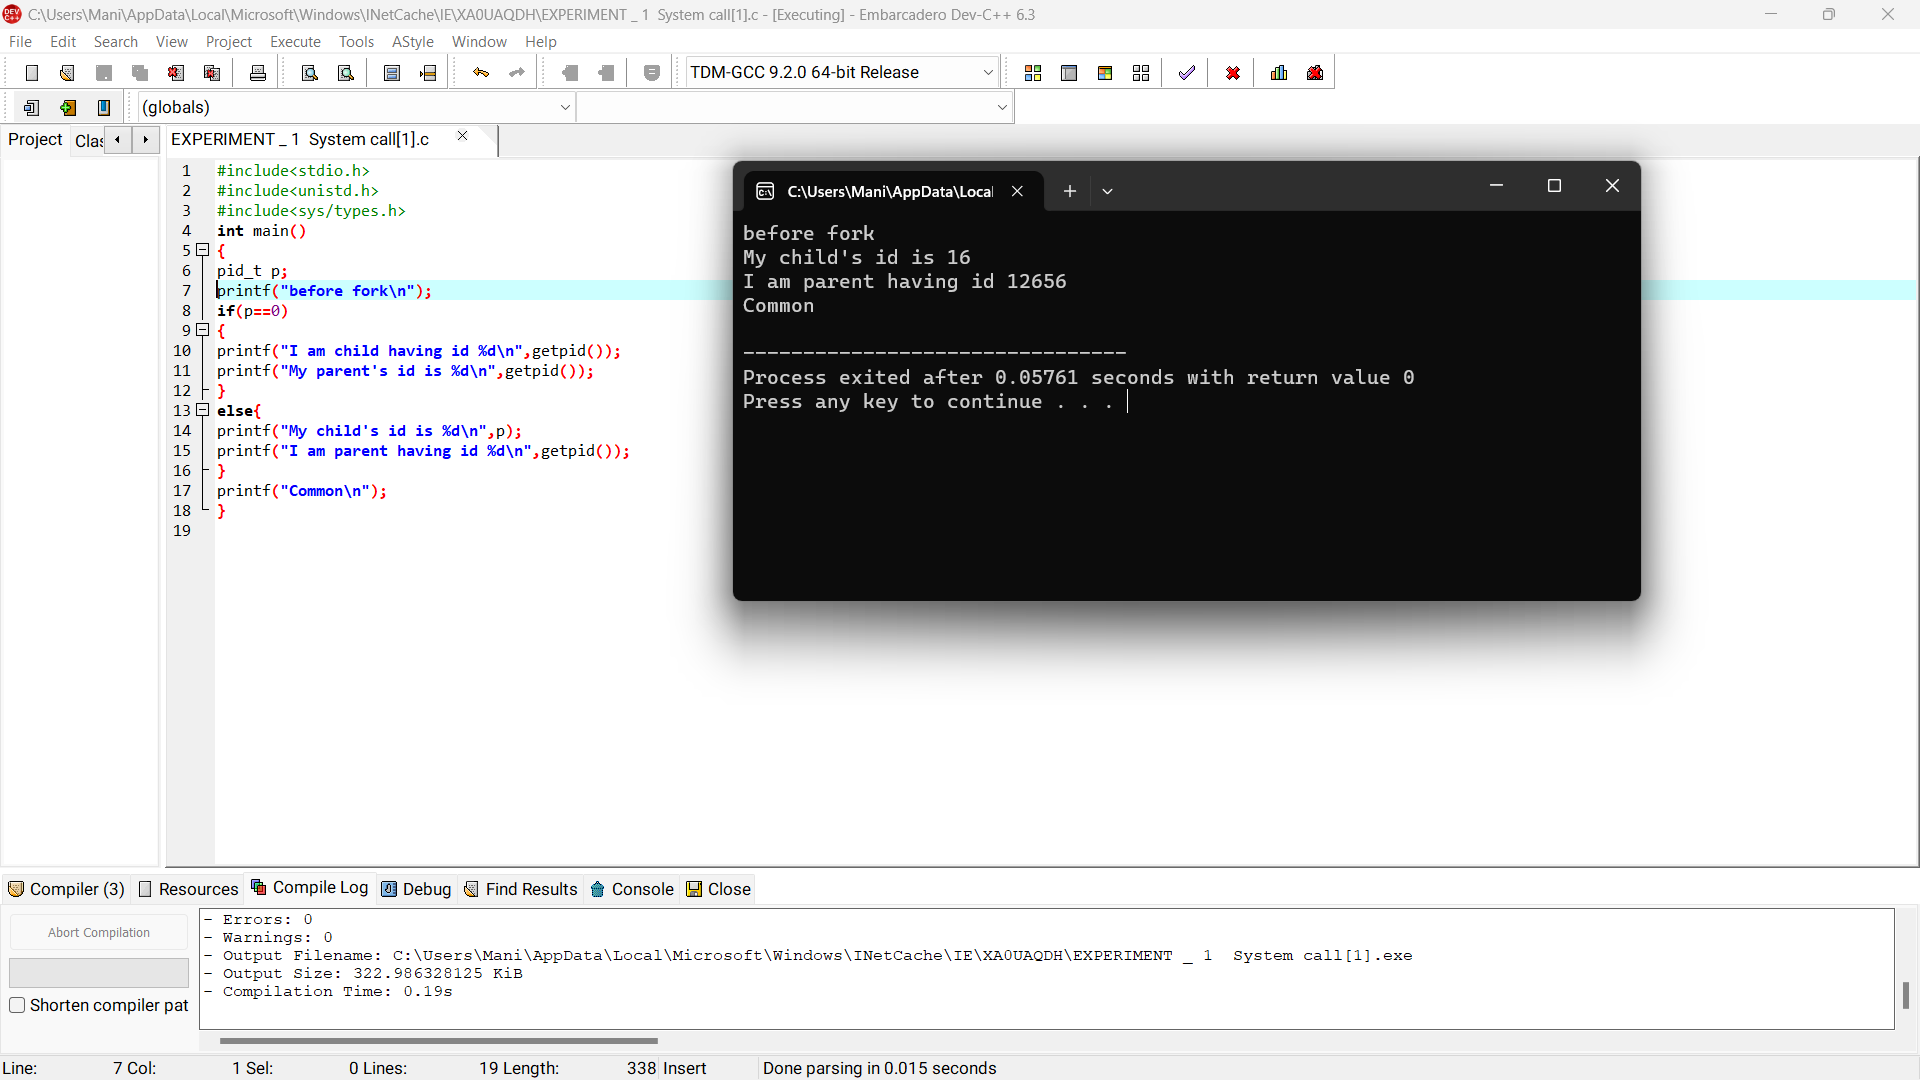 C:\Users\Mani\AppData\Local\Microsoft\Windows\INetCache\IE\XA0UAQDH\EXPERIMENT _ 1  System call[1].c - [Executing] - Embarcadero Dev-C++ 6.3
File Edit Search View Project Execute Tools AStyle Window Help
TDM-GCC 9.2.0 64-bit Release
(globals)
Project Clas EXPERIMENT _ 1  System call[1].c
1 #include<stdio.h>
2 #include<unistd.h>
3 #include<sys/types.h>
4 int main()
5 {
6 pid_t p;
7 printf("before fork\n");
8 if(p==0)
9 {
10 printf("I am child having id %d\n",getpid());
11 printf("My parent's id is %d\n",getpid());
12 }
13 else{
14 printf("My child's id is %d\n",p);
15 printf("I am parent having id %d\n",getpid());
16 }
17 printf("Common\n");
18 }
19
C:\Users\Mani\AppData\Local
before fork
My child's id is 16
I am parent having id 12656
Common
--------------------------------
Process exited after 0.05761 seconds with return value 0
Press any key to continue . . .
Compiler (3) Resources Compile Log Debug Find Results Console Close
Abort Compilation
Shorten compiler pat
- Errors: 0
- Warnings: 0
- Output Filename: C:\Users\Mani\AppData\Local\Microsoft\Windows\INetCache\IE\XA0UAQDH\EXPERIMENT _ 1  System call[1].exe
- Output Size: 322.986328125 KiB
- Compilation Time: 0.19s
Line: 7 Col: 1 Sel: 0 Lines: 19 Length: 338 Insert Done parsing in 0.015 seconds